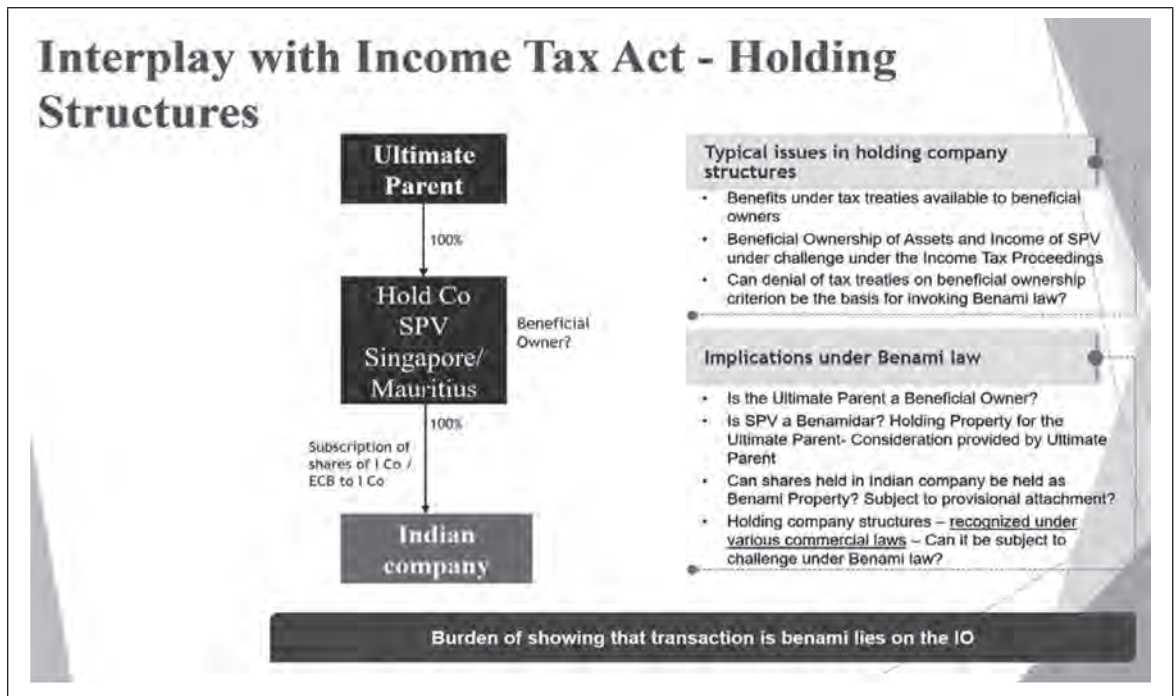 Interplay with Income Tax Act - Holding
Structures
Ultimate
Parent
100%
Hold Co
SPV
Singapore/
Mauritius
Beneficial
Owner?
100%
Subscription of
shares of I Co /
ECB to I Co
Indian
company
Typical issues in holding company
structures
• Benefits under tax treaties available to beneficial
owners
• Beneficial Ownership of Assets and Income of SPV
under challenge under the Income Tax Proceedings
• Can denial of tax treaties on beneficial ownership
criterion be the basis for invoking Benami law?
Implications under Benami law
• Is the Ultimate Parent a Beneficial Owner?
• Is SPV a Benamidar? Holding Property for the
Ultimate Parent- Consideration provided by Ultimate
Parent
• Can shares held in Indian company be held as
Benami Property? Subject to provisional attachment?
• Holding company structures – recognized under
various commercial laws – Can it be subject to
challenge under Benami law?
Burden of showing that transaction is benami lies on the IO